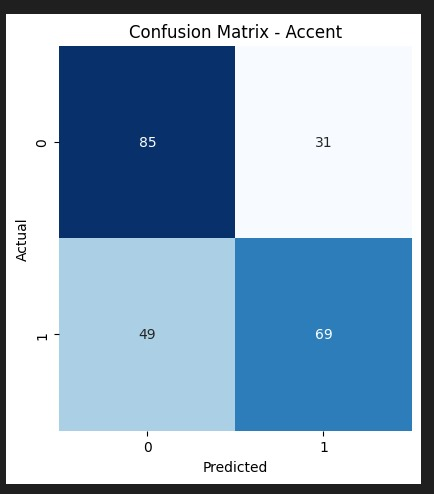 Confusion Matrix - Accent
0
85
31
Actual
1
49
69
0
1
Predicted